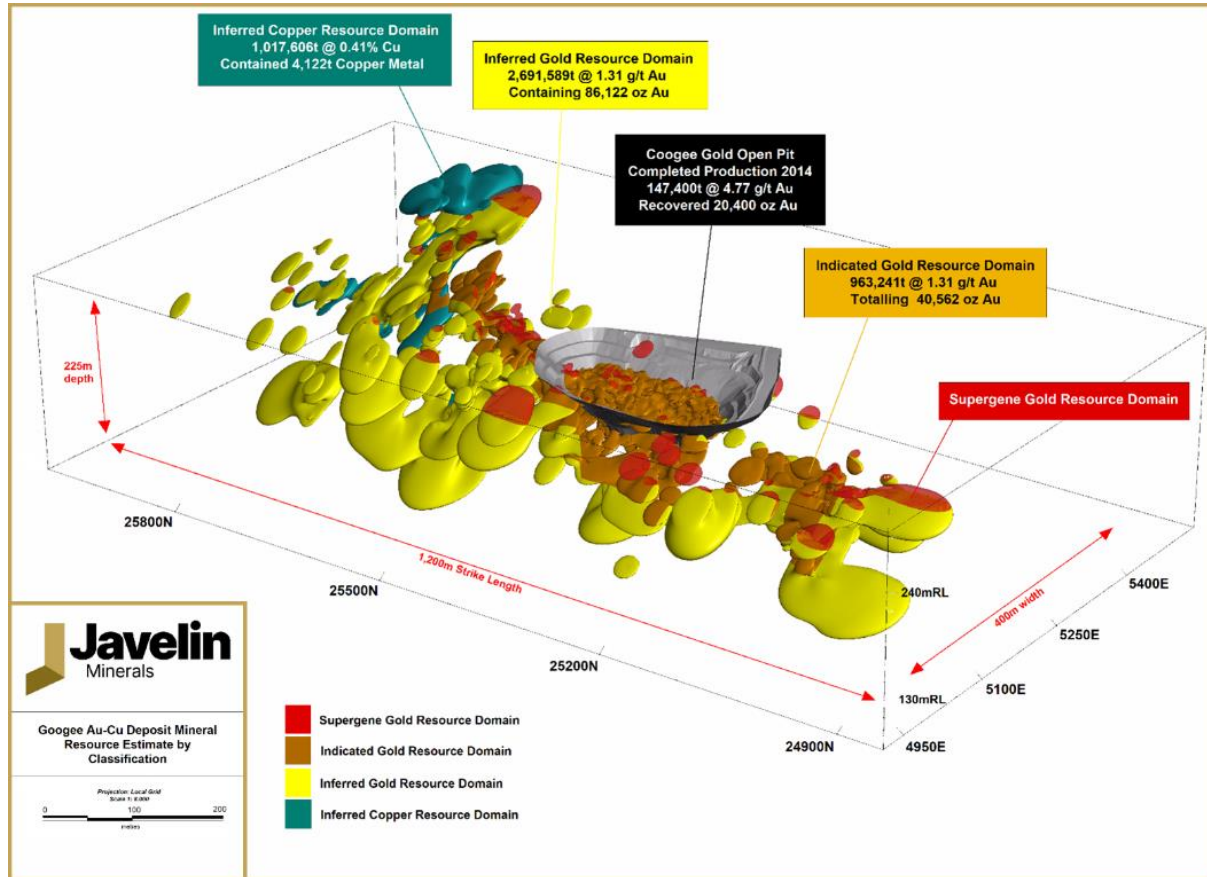 Inferred Copper Resource Domain
1,017,606t @ 0.41% Cu
Contained 4,122t Copper Metal
Inferred Gold Resource Domain
2,691,589t @ 1.31 g/t Au
Containing 86,122 oz Au
Coogee Gold Open Pit
Completed Production 2014
147,400t @ 4.77 g/t Au
Recovered 20,400 oz Au
Indicated Gold Resource Domain
963,241t @ 1.31 g/t Au
Totalling 40,562 oz Au
Supergene Gold Resource Domain
225m
depth
25800N
1,200m Strike Length
25500N
25200N
24900N
240mRL
130mRL
400m width
5400E
5250E
5100E
4950E
Javelin
Minerals
Googee Au-Cu Deposit Mineral
Resource Estimate by
Classification
Projection: Local Grid
0 100 200
metres
Supergene Gold Resource Domain
Indicated Gold Resource Domain
Inferred Gold Resource Domain
Inferred Copper Resource Domain